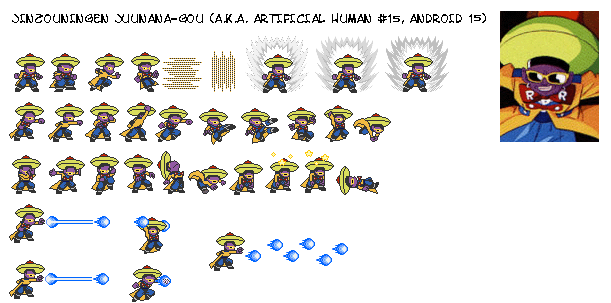 JINZOUNINGEN JUUNANA-GOU (A.K.A. ARTIFICIAL HUMAN #15, ANDROID 15)
R R